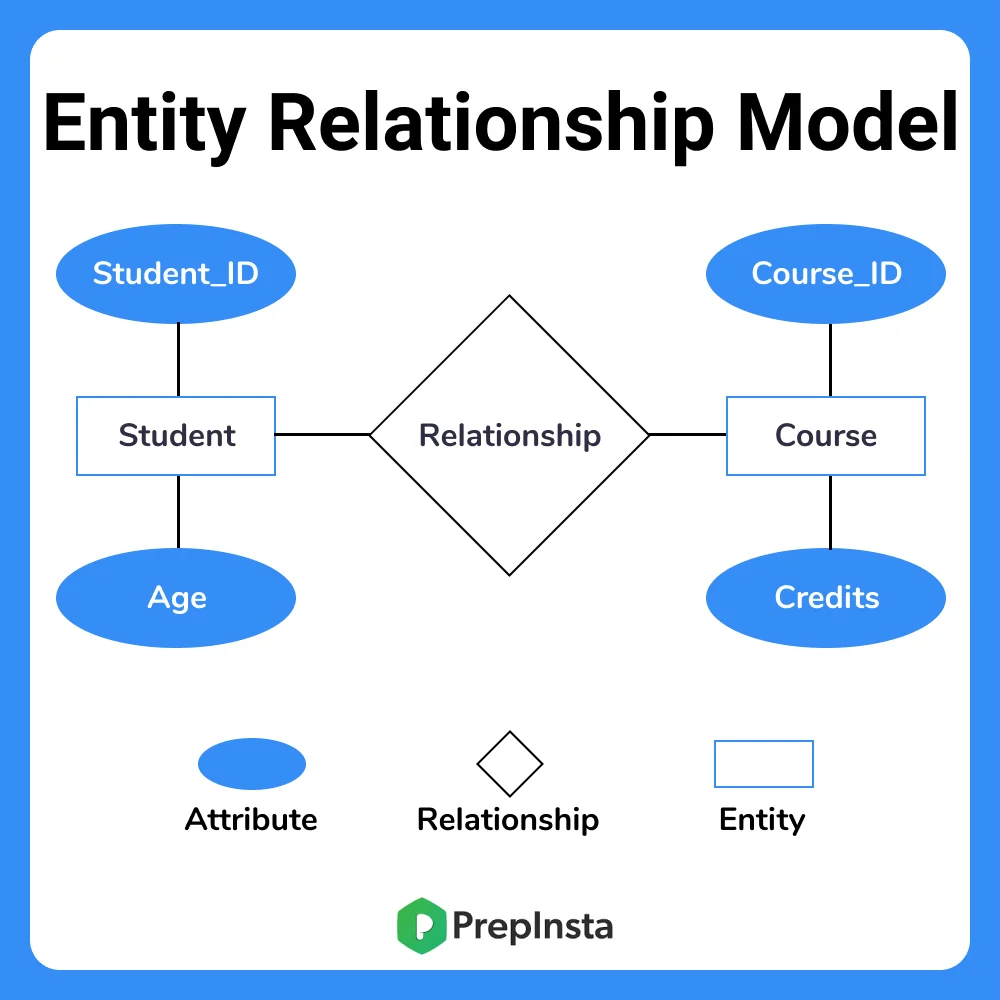 Entity Relationship Model
Student_ID
Course_ID
Student
Relationship
Course
Age
Credits
Attribute
Relationship
Entity
PrepInsta